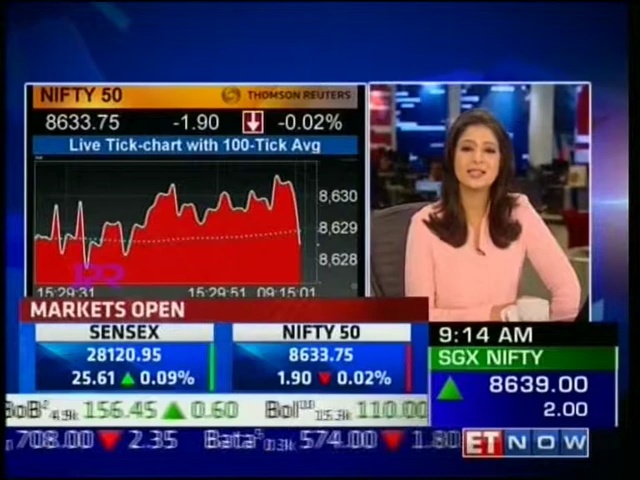 NIFTY 50 THOMSON REUTERS
8633.75 -1.90 -0.02%
Live Tick-chart with 100-Tick Avg
8,630
8,629
8,628
15:29:31 15:29:51 09:15:01
MARKETS OPEN
SENSEX
28120.95
25.61 0.09%
NIFTY 50
8633.75
1.90 0.02%
9:14 AM
SGX NIFTY
8639.00
2.00
BoB 156.45 0.60 BoI 110.00
708.00 2.35 Bata 574.00 1.80
ET NOW